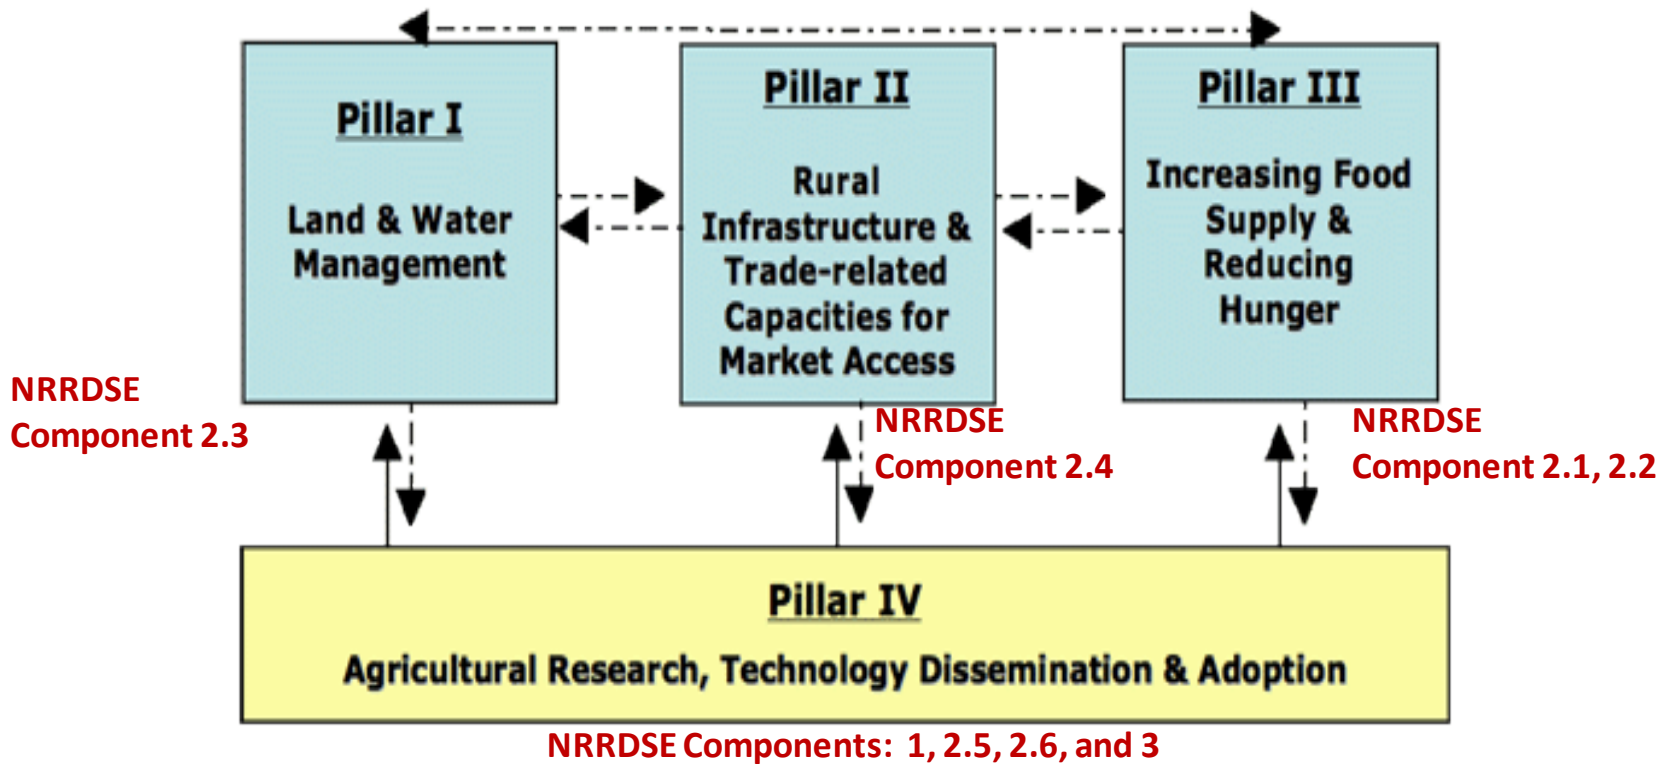 Pillar I
Land & Water
Management
Pillar II
Rural
Infrastructure &
Trade-related
Capacities for
Market Access
Pillar III
Increasing Food
Supply &
Reducing
Hunger
NRRDSE
Component 2.3
NRRDSE
Component 2.4
NRRDSE
Component 2.1, 2.2
Pillar IV
Agricultural Research, Technology Dissemination & Adoption
NRRDSE Components: 1, 2.5, 2.6, and 3